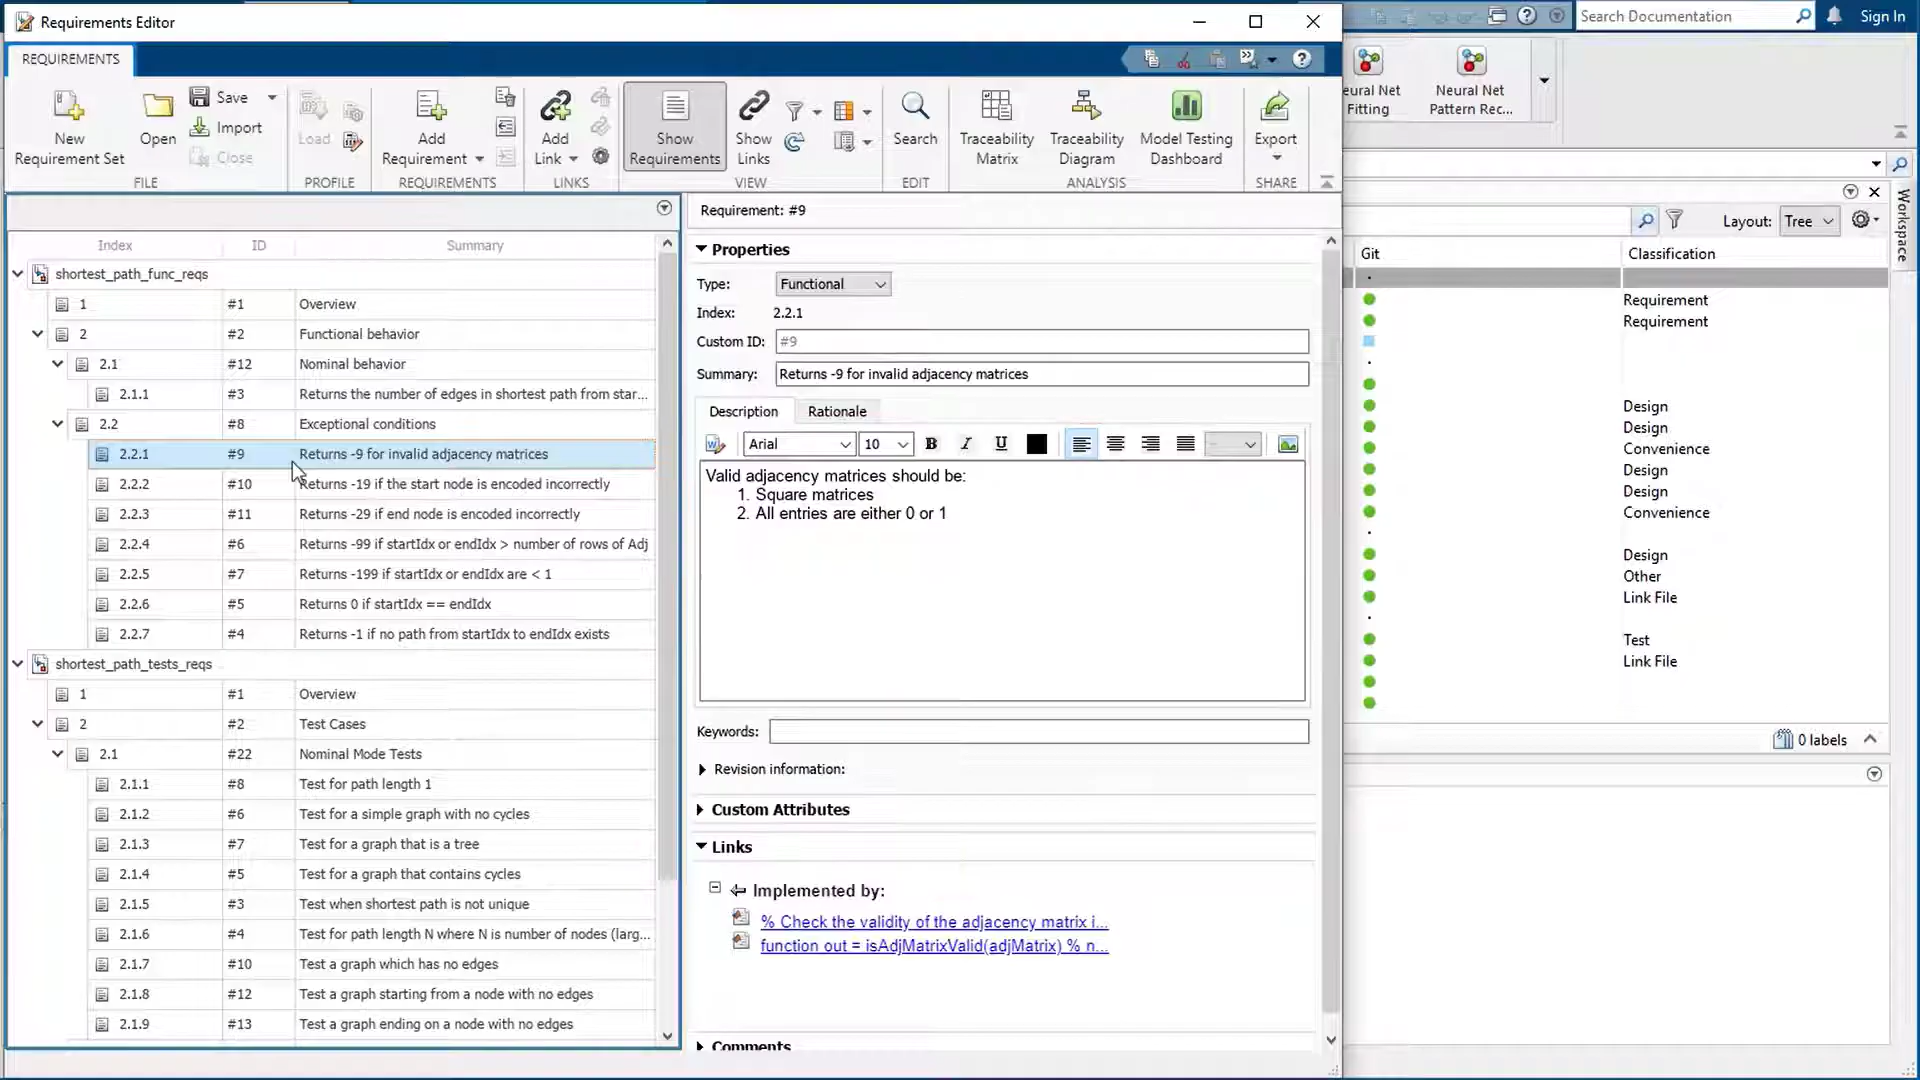 Requirements Editor
Search Documentation
Sign In
REQUIREMENTS
New
Requirement Set
Open
Save
Import
Close
FILE
Load
PROFILE
Add
Requirement
REQUIREMENTS
Add
Link
LINKS
Show
Requirements
Show
Links
VIEW
Search
EDIT
Traceability
Matrix
Traceability
Diagram
Model Testing
Dashboard
ANALYSIS
Export
SHARE
Fitting
Neural Net
Pattern Rec...
Index ID Summary
shortest_path_func_reqs
1 #1 Overview
2 #2 Functional behavior
2.1 #12 Nominal behavior
2.1.1 #3 Returns the number of edges in shortest path from star...
2.2 #8 Exceptional conditions
2.2.1 #9 Returns -9 for invalid adjacency matrices
2.2.2 #10 Returns -19 if the start node is encoded incorrectly
2.2.3 #11 Returns -29 if end node is encoded incorrectly
2.2.4 #6 Returns -99 if startIdx or endIdx > number of rows of Adj
2.2.5 #7 Returns -199 if startIdx or endIdx are < 1
2.2.6 #5 Returns 0 if startIdx == endIdx
2.2.7 #4 Returns -1 if no path from startIdx to endIdx exists
shortest_path_tests_reqs
1 #1 Overview
2 #2 Test Cases
2.1 #22 Nominal Mode Tests
2.1.1 #8 Test for path length 1
2.1.2 #6 Test for a simple graph with no cycles
2.1.3 #7 Test for a graph that is a tree
2.1.4 #5 Test for a graph that contains cycles
2.1.5 #3 Test when shortest path is not unique
2.1.6 #4 Test for path length N where N is number of nodes (larg...
2.1.7 #10 Test a graph which has no edges
2.1.8 #12 Test a graph starting from a node with no edges
2.1.9 #13 Test a graph ending on a node with no edges
Requirement: #9
Properties
Type: Functional
Index: 2.2.1
Custom ID: #9
Summary: Returns -9 for invalid adjacency matrices
Description Rationale
Arial 10 B I U
Valid adjacency matrices should be:
1. Square matrices
2. All entries are either 0 or 1
Keywords:
Revision information:
Custom Attributes
Links
Implemented by:
% Check the validity of the adjacency matrix i...
function out = isAdjMatrixValid(adjMatrix) % n...
Comments
Workspace
Layout: Tree
Git Classification
Requirement
Requirement
Design
Design
Convenience
Design
Design
Convenience
Design
Other
Link File
Test
Link File
0 labels